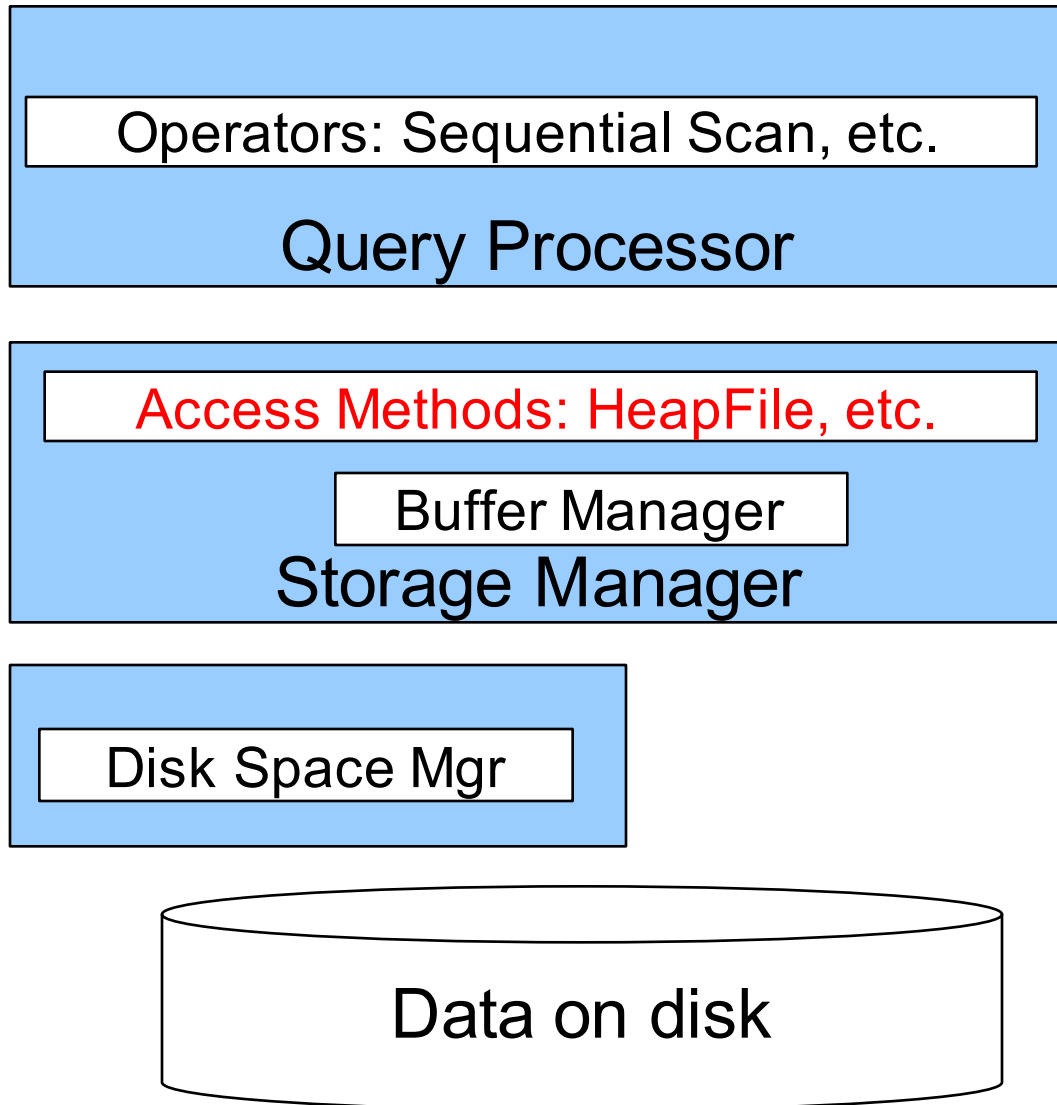 Operators: Sequential Scan, etc.
Query Processor
Access Methods: HeapFile, etc.
Buffer Manager
Storage Manager
Disk Space Mgr
Data on disk